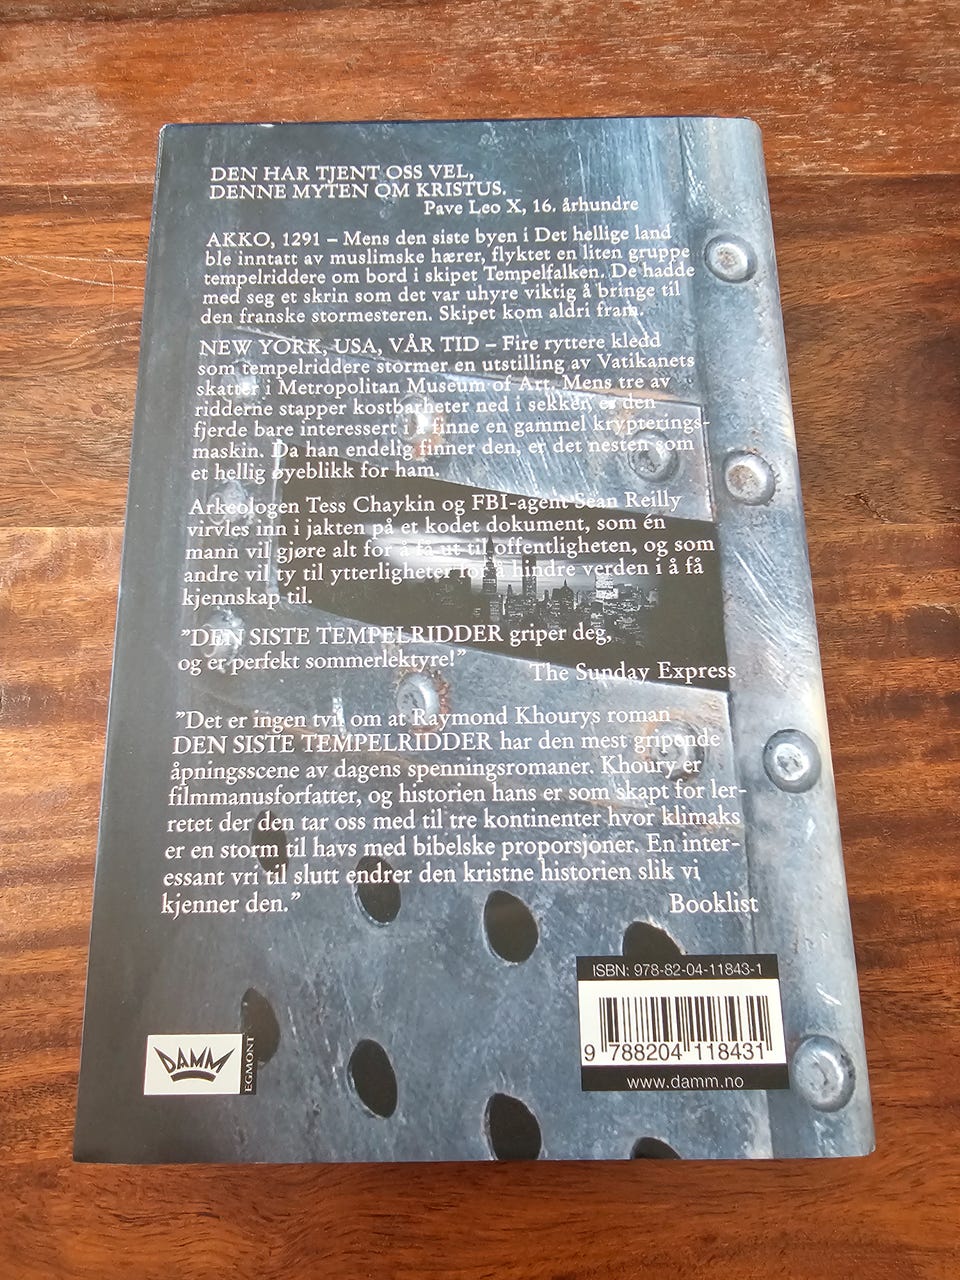 DEN HAR TJENT OSS VEL,
DENNE MYTEN OM KRISTUS.
Pave Leo X, 16. århundre
AKKO, 1291 – Mens den siste byen i Det hellige land
ble inntatt av muslimske hærer, flyktet en liten gruppe
tempelriddere om bord i skipet Tempelfalken. De hadde
med seg et skrin som det var uhyre viktig å bringe til
den franske stormesteren. Skipet kom aldri fram.
NEW YORK, USA, VÅR TID – Fire ryttere kledd
som tempelriddere stormer en utstilling av Vatikanets
skatter i Metropolitan Museum of Art. Mens tre av
ridderne stapper kostbarheter ned i sekker, er den
fjerde bare interessert i å finne en gammel krypterings-
maskin. Da han endelig finner den, er det nesten som
et hellig øyeblikk for ham.
Arkeologen Tess Chaykin og FBI-agent Sean Reilly
virvles inn i jakten på et kodet dokument, som én
mann vil gjøre alt for å få ut til offentligheten, og som
andre vil ty til ytterligheter for å hindre verden i å få
kjennskap til.
”DEN SISTE TEMPELRIDDER griper deg,
og er perfekt sommerlektyre!”
The Sunday Express
”Det er ingen tvil om at Raymond Khourys roman
DEN SISTE TEMPELRIDDER har den mest gripende
åpningsscene av dagens spenningsromaner. Khoury er
filmmanusforfatter, og historien hans er som skapt for ler-
retet der den tar oss med til tre kontinenter hvor klimaks
er en storm til havs med bibelske proporsjoner. En inter-
essant vri til slutt endrer den kristne historien slik vi
kjenner den.”
Booklist
ISBN: 978-82-04-11843-1
9 788204 118431
www.damm.no
DAMM
EGMONT